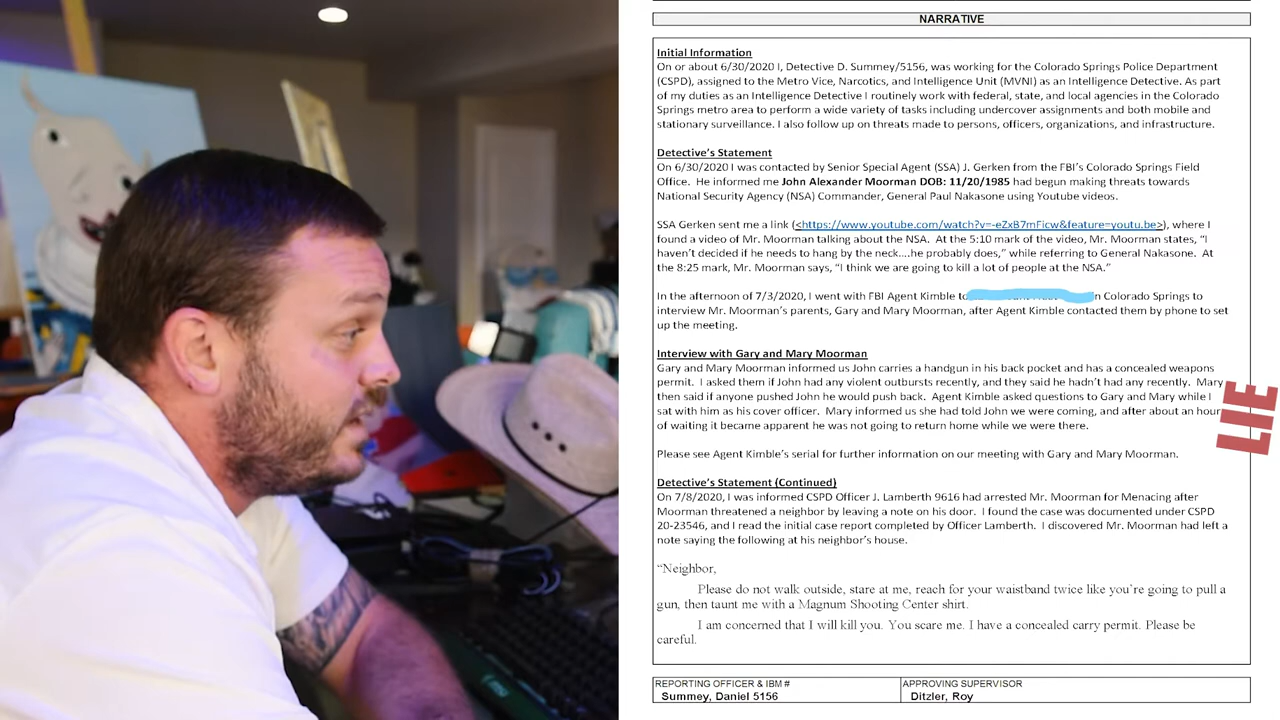 NARRATIVE
Initial Information
On or about 6/30/2020 I, Detective D. Summey/5156, was working for the Colorado Springs Police Department
(CSPD), assigned to the Metro Vice, Narcotics, and Intelligence Unit (MVNI) as an Intelligence Detective. As part
of my duties as an Intelligence Detective I routinely work with federal, state, and local agencies in the Colorado
Springs metro area to perform a wide variety of tasks including undercover assignments and both mobile and
stationary surveillance. I also follow up on threats made to persons, officers, organizations, and infrastructure.
Detective's Statement
On 6/30/2020 I was contacted by Senior Special Agent (SSA) J. Gerken from the FBI's Colorado Springs Field
Office. He informed me John Alexander Moorman DOB: 11/20/1985 had begun making threats towards
National Security Agency (NSA) Commander, General Paul Nakasone using Youtube videos.
SSA Gerken sent me a link (<https://www.youtube.com/watch?v=-eZxB7mFicw&feature=youtu.be>), where I
found a video of Mr. Moorman talking about the NSA. At the 5:10 mark of the video, Mr. Moorman states, "I
haven't decided if he needs to hang by the neck....he probably does," while referring to General Nakasone. At
the 8:25 mark, Mr. Moorman says, "I think we are going to kill a lot of people at the NSA."
In the afternoon of 7/3/2020, I went with FBI Agent Kimble to in Colorado Springs to
interview Mr. Moorman's parents, Gary and Mary Moorman, after Agent Kimble contacted them by phone to set
up the meeting.
Interview with Gary and Mary Moorman
Gary and Mary Moorman informed us John carries a handgun in his back pocket and has a concealed weapons
permit. I asked them if John had any violent outbursts recently, and they said he hadn't had any recently. Mary
then said if anyone pushed John he would push back. Agent Kimble asked questions to Gary and Mary while I
sat with him as his cover officer. Mary informed us she had told John we were coming, and after about an hour
of waiting it became apparent he was not going to return home while we were there.
LIE
Please see Agent Kimble's serial for further information on our meeting with Gary and Mary Moorman.
Detective's Statement (Continued)
On 7/8/2020, I was informed CSPD Officer J. Lamberth 9616 had arrested Mr. Moorman for Menacing after
Moorman threatened a neighbor by leaving a note on his door. I found the case was documented under CSPD
20-23546, and I read the initial case report completed by Officer Lamberth. I discovered Mr. Moorman had left a
note saying the following at his neighbor's house.
"Neighbor,
Please do not walk outside, stare at me, reach for your waistband twice like you're going to pull a
gun, then taunt me with a Magnum Shooting Center shirt.
I am concerned that I will kill you. You scare me. I have a concealed carry permit. Please be
careful.
REPORTING OFFICER & IBM #
Summey, Daniel 5156
APPROVING SUPERVISOR
Ditzler, Roy